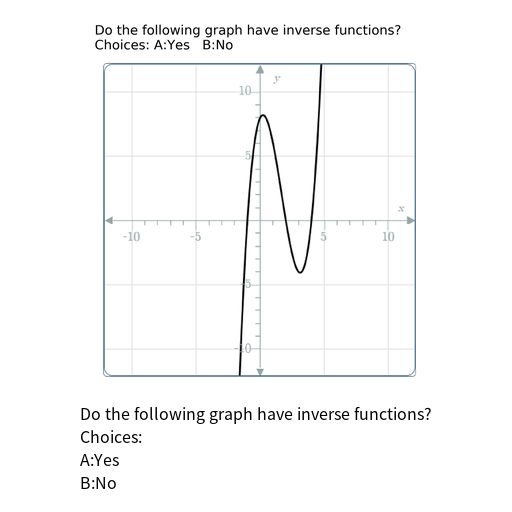 Do the following graph have inverse functions?
Choices: A:Yes   B:No
y
10
5
x
-10
-5
5
10
-5
-10
Do the following graph have inverse functions?
Choices:
A:Yes
B:No